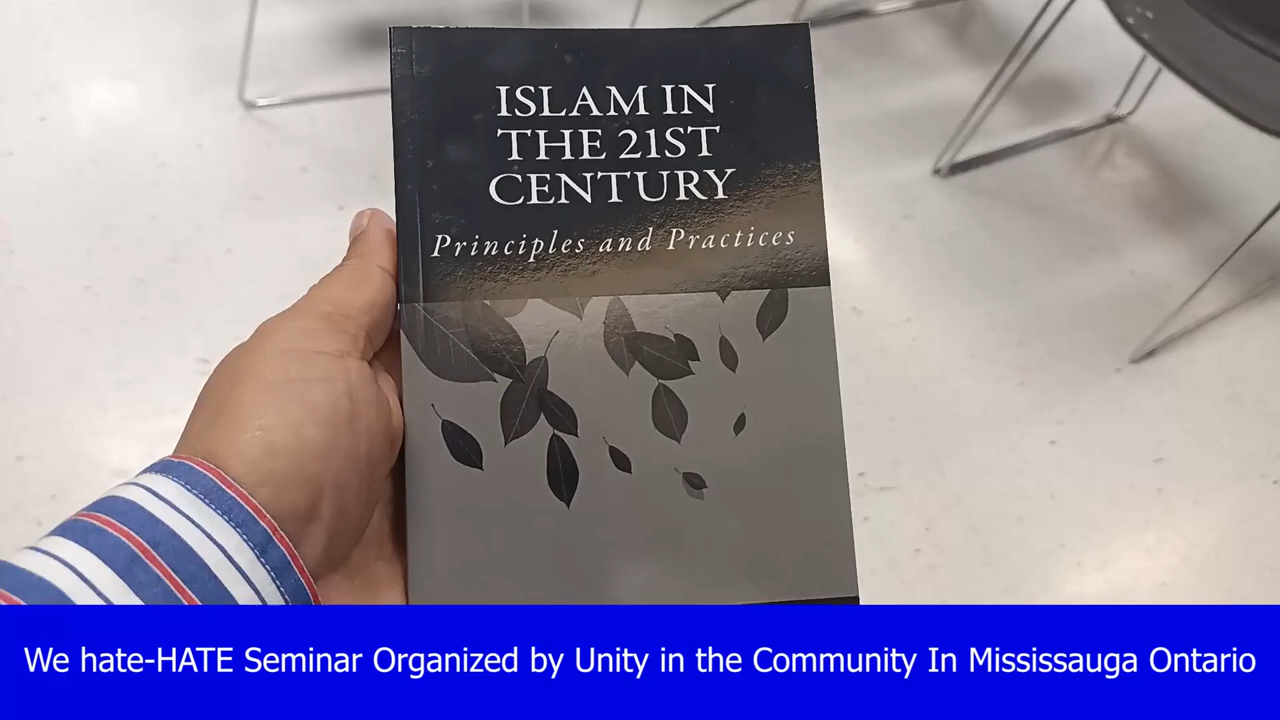 ISLAM IN
THE 21ST
CENTURY
Principles and Practices
We hate-HATE Seminar Organized by Unity in the Community In Mississauga Ontario